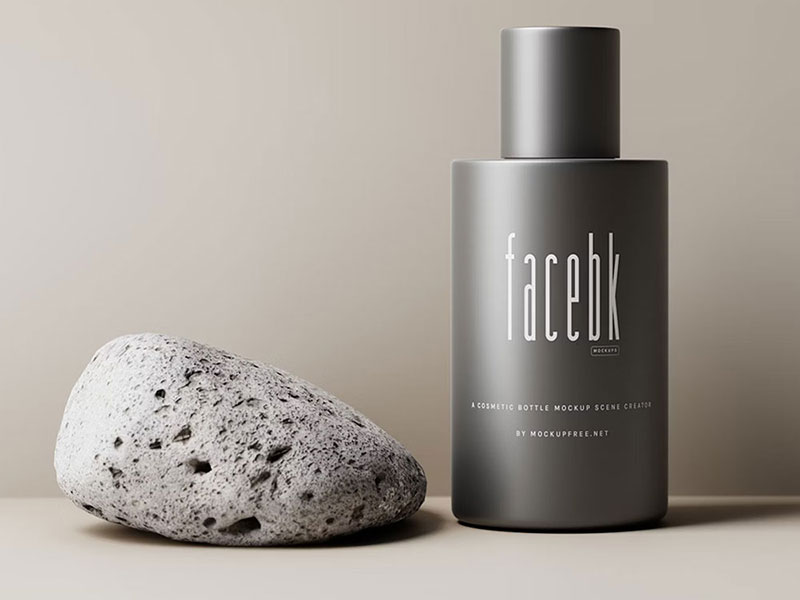 facebk
MOCKUPS
A COSMETIC BOTTLE MOCKUP SCENE CREATOR
BY MOCKUPFREE.NET